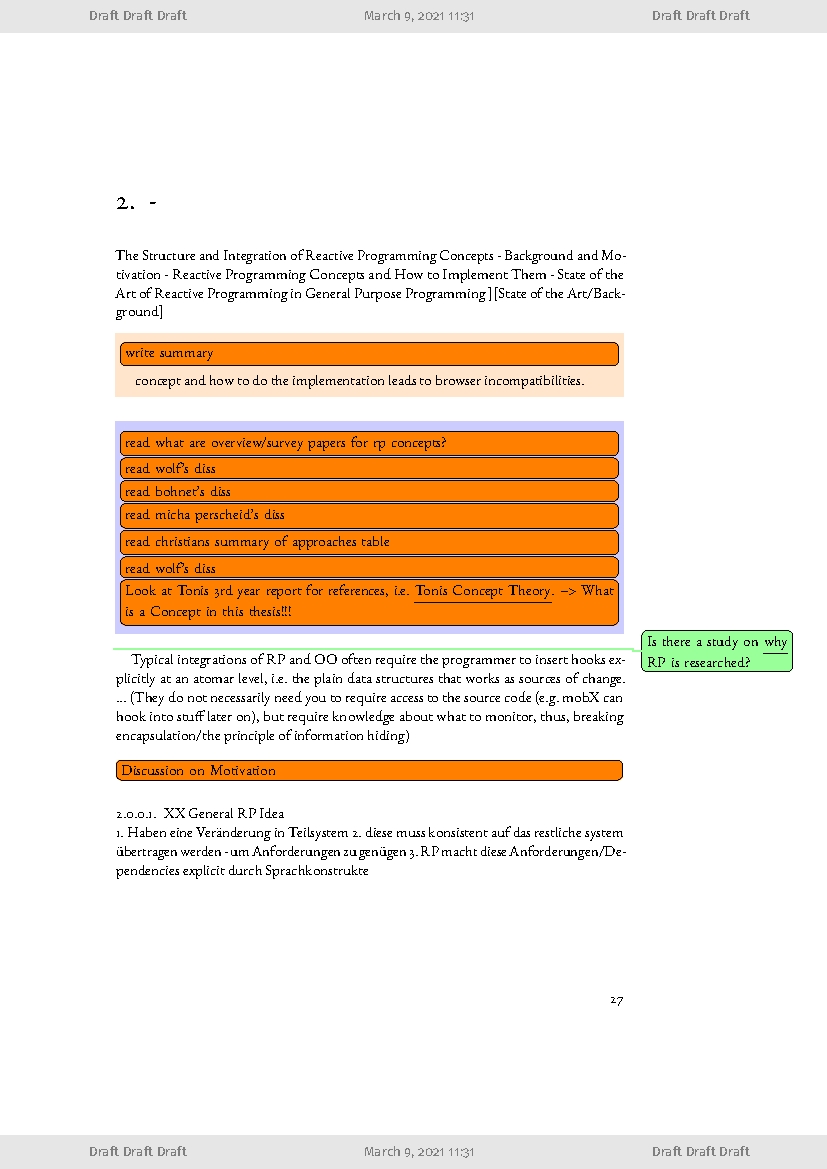 Draft Draft Draft March 9, 2021 11:31 Draft Draft Draft
2. -
The Structure and Integration of Reactive Programming Concepts - Background and Mo-
tivation - Reactive Programming Concepts and How to Implement Them - State of the
Art of Reactive Programming in General Purpose Programming ] [State of the Art/Back-
ground]
write summary
concept and how to do the implementation leads to browser incompatibilities.
read what are overview/survey papers for rp concepts?
read wolf's diss
read bohnet's diss
read micha perscheid's diss
read christians summary of approaches table
read wolf's diss
Look at Tonis 3rd year report for references, i.e. Tonis Concept Theory. –> What
is a Concept in this thesis!!!
Is there a study on why
RP is researched?
Typical integrations of RP and OO often require the programmer to insert hooks ex-
plicitly at an atomar level, i.e. the plain data structures that works as sources of change.
... (They do not necessarily need you to require access to the source code (e.g. mobX can
hook into stuff later on), but require knowledge about what to monitor, thus, breaking
encapsulation/the principle of information hiding)
Discussion on Motivation
2.0.0.1. XX General RP Idea
1. Haben eine Veränderung in Teilsystem 2. diese muss konsistent auf das restliche system
übertragen werden - um Anforderungen zu genügen 3. RP macht diese Anforderungen/De-
pendencies explicit durch Sprachkonstrukte
27
Draft Draft Draft March 9, 2021 11:31 Draft Draft Draft